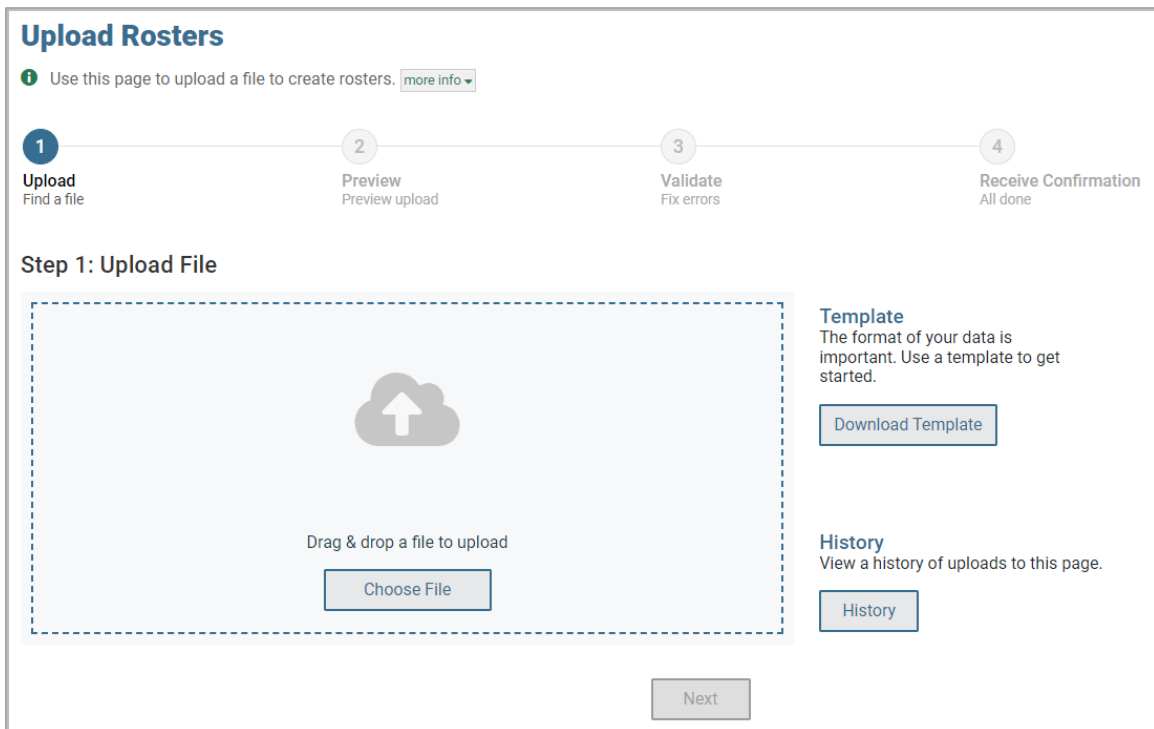 Upload Rosters
Use this page to upload a file to create rosters. more info
1
2
3
4
Upload
Preview
Validate
Receive Confirmation
Find a file
Preview upload
Fix errors
All done
Step 1: Upload File
Drag & drop a file to upload
Choose File
Template
The format of your data is
important. Use a template to get
started.
Download Template
History
View a history of uploads to this page.
History
Next